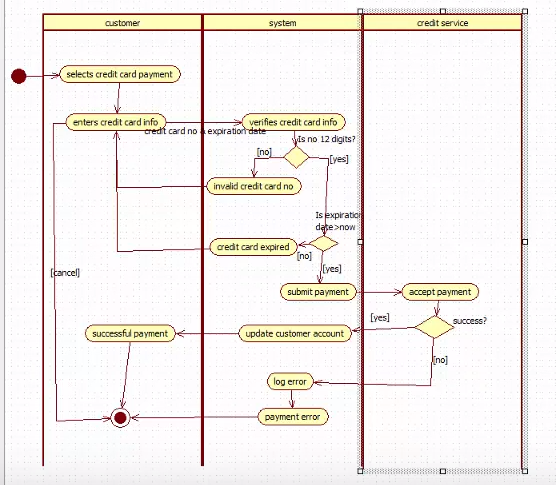 customer
system
credit service
selects credit card payment
enters credit card info
verifies credit card info
credit card no & expiration date
Is no 12 digits?
[no]
[yes]
invalid credit card no
Is expiration
date>now
credit card expired
[no]
[yes]
[cancel]
submit payment
accept payment
[yes]
success?
successful payment
update customer account
[no]
log error
payment error